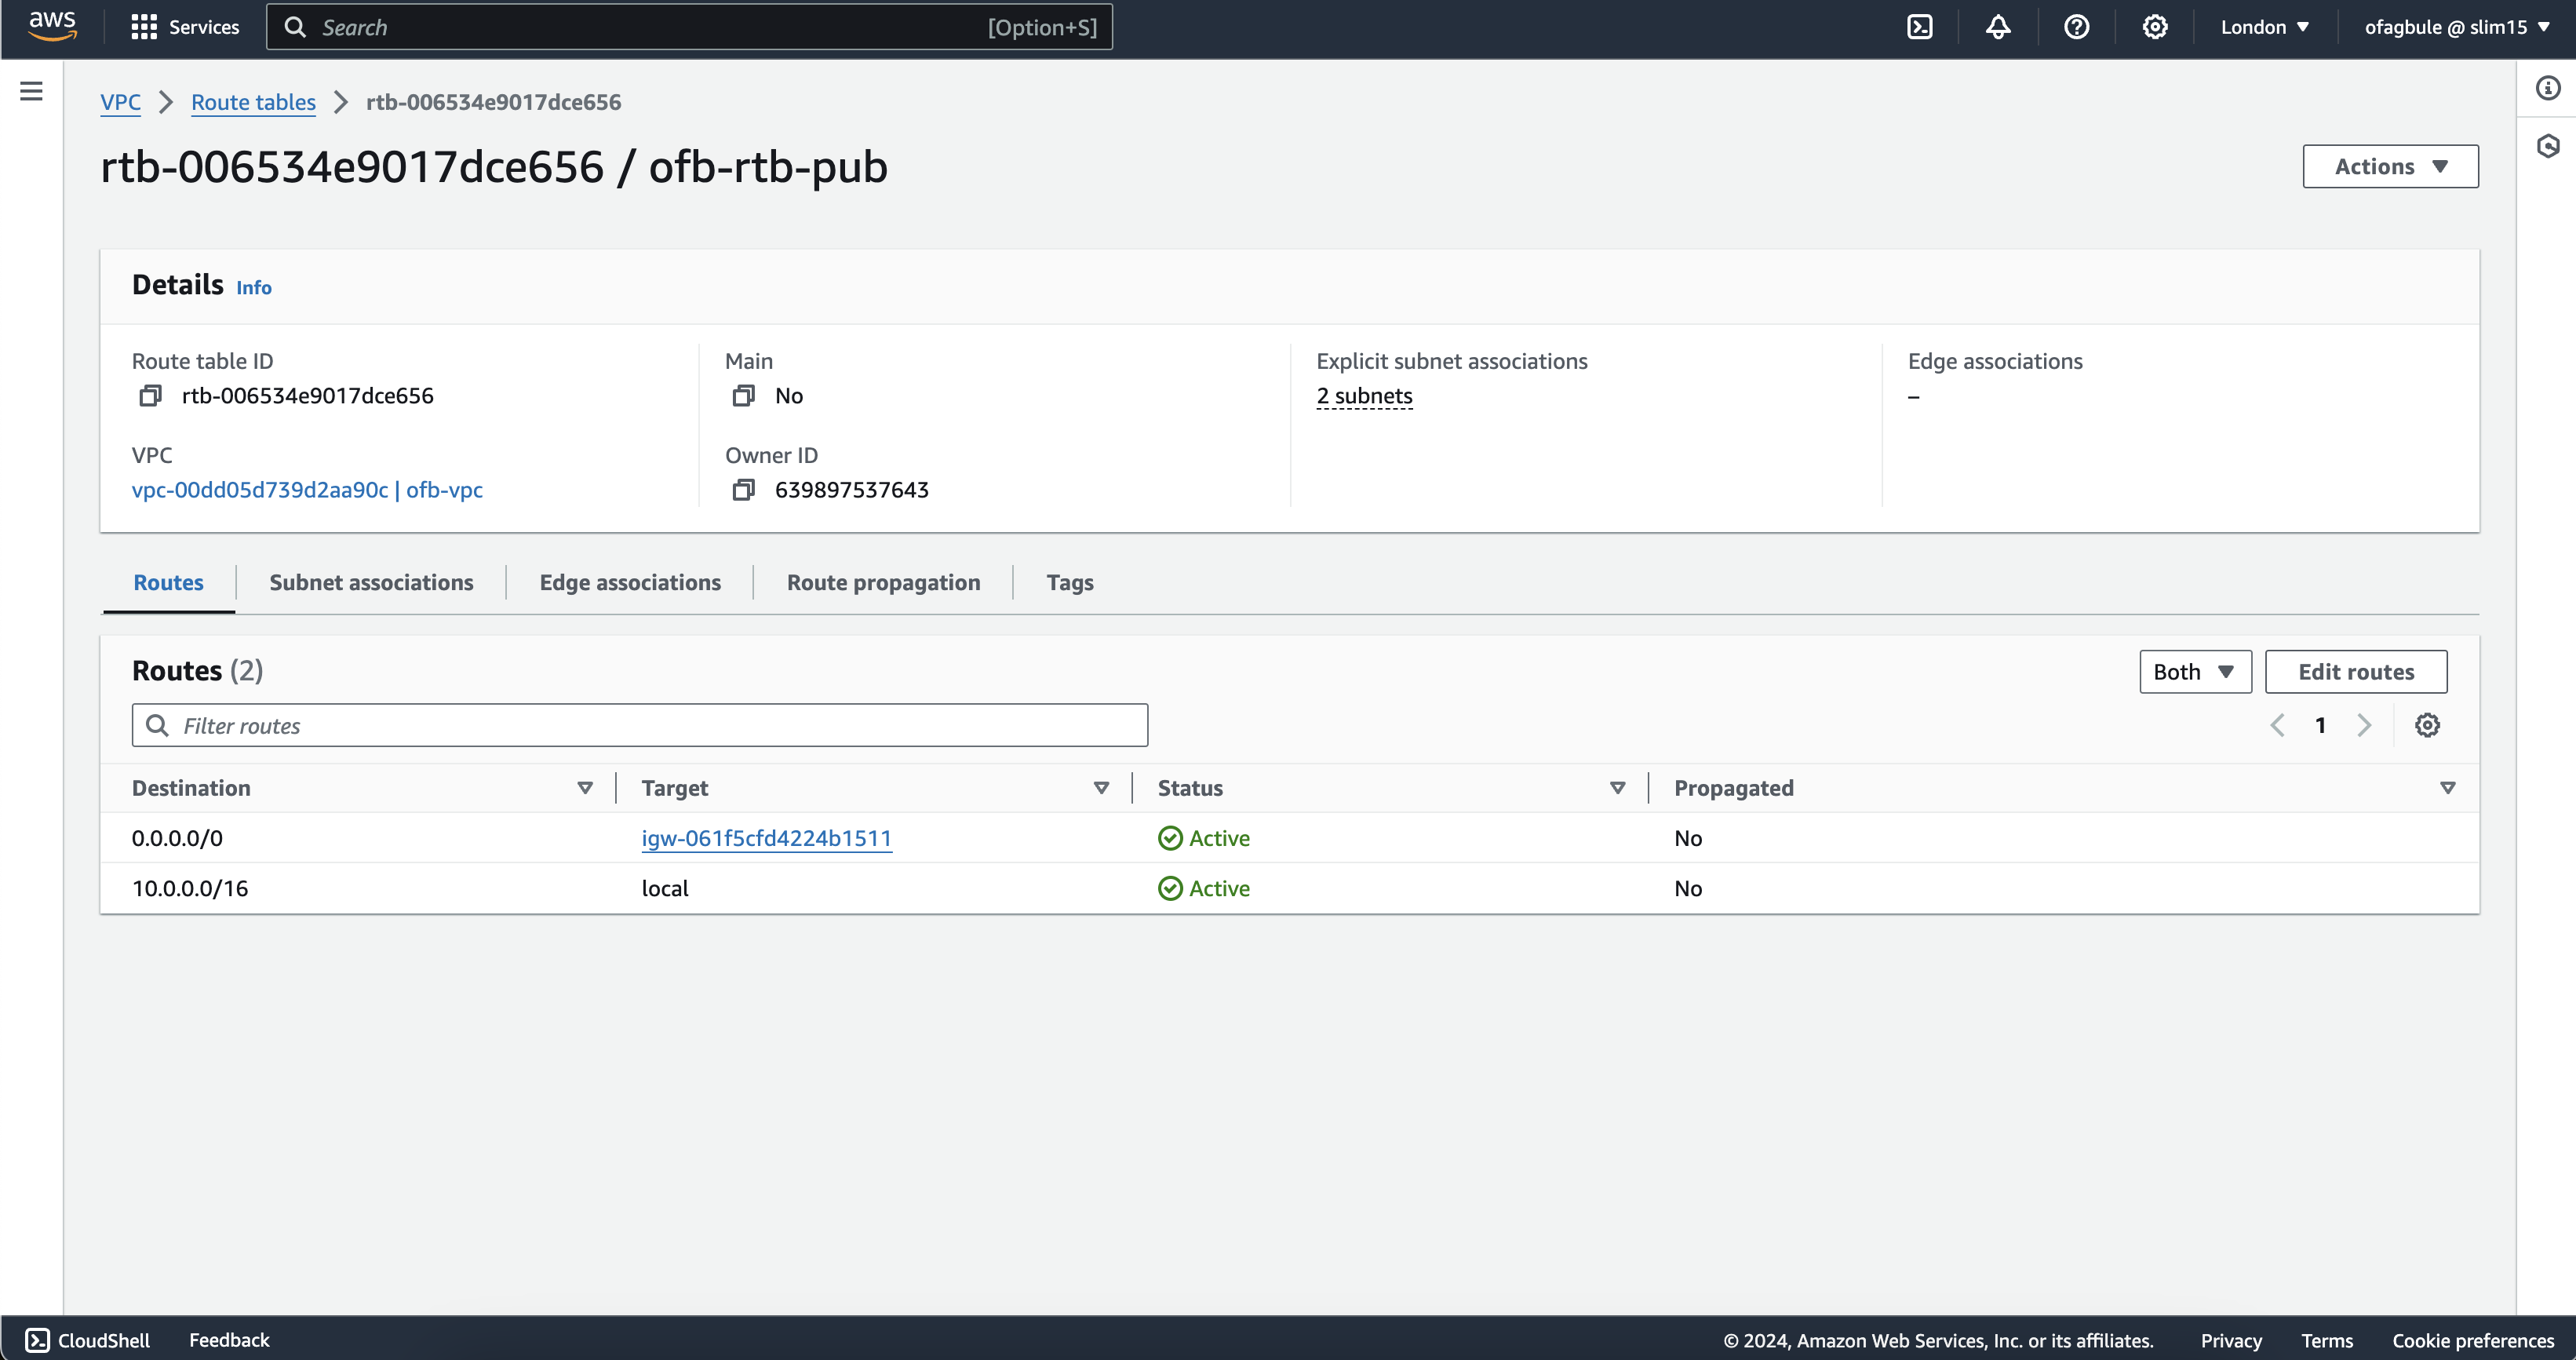 aws
Services
Search
[Option+S]
London
ofagbule @ slim15
VPC
Route tables
rtb-006534e9017dce656
rtb-006534e9017dce656 / ofb-rtb-pub
Actions
Details Info
Route table ID
rtb-006534e9017dce656
Main
No
Explicit subnet associations
2 subnets
Edge associations
–
VPC
vpc-00dd05d739d2aa90c | ofb-vpc
Owner ID
639897537643
Routes
Subnet associations
Edge associations
Route propagation
Tags
Routes (2)
Both
Edit routes
Filter routes
1
Destination
Target
Status
Propagated
0.0.0.0/0
igw-061f5cfd4224b1511
Active
No
10.0.0.0/16
local
Active
No
CloudShell
Feedback
© 2024, Amazon Web Services, Inc. or its affiliates.
Privacy
Terms
Cookie preferences